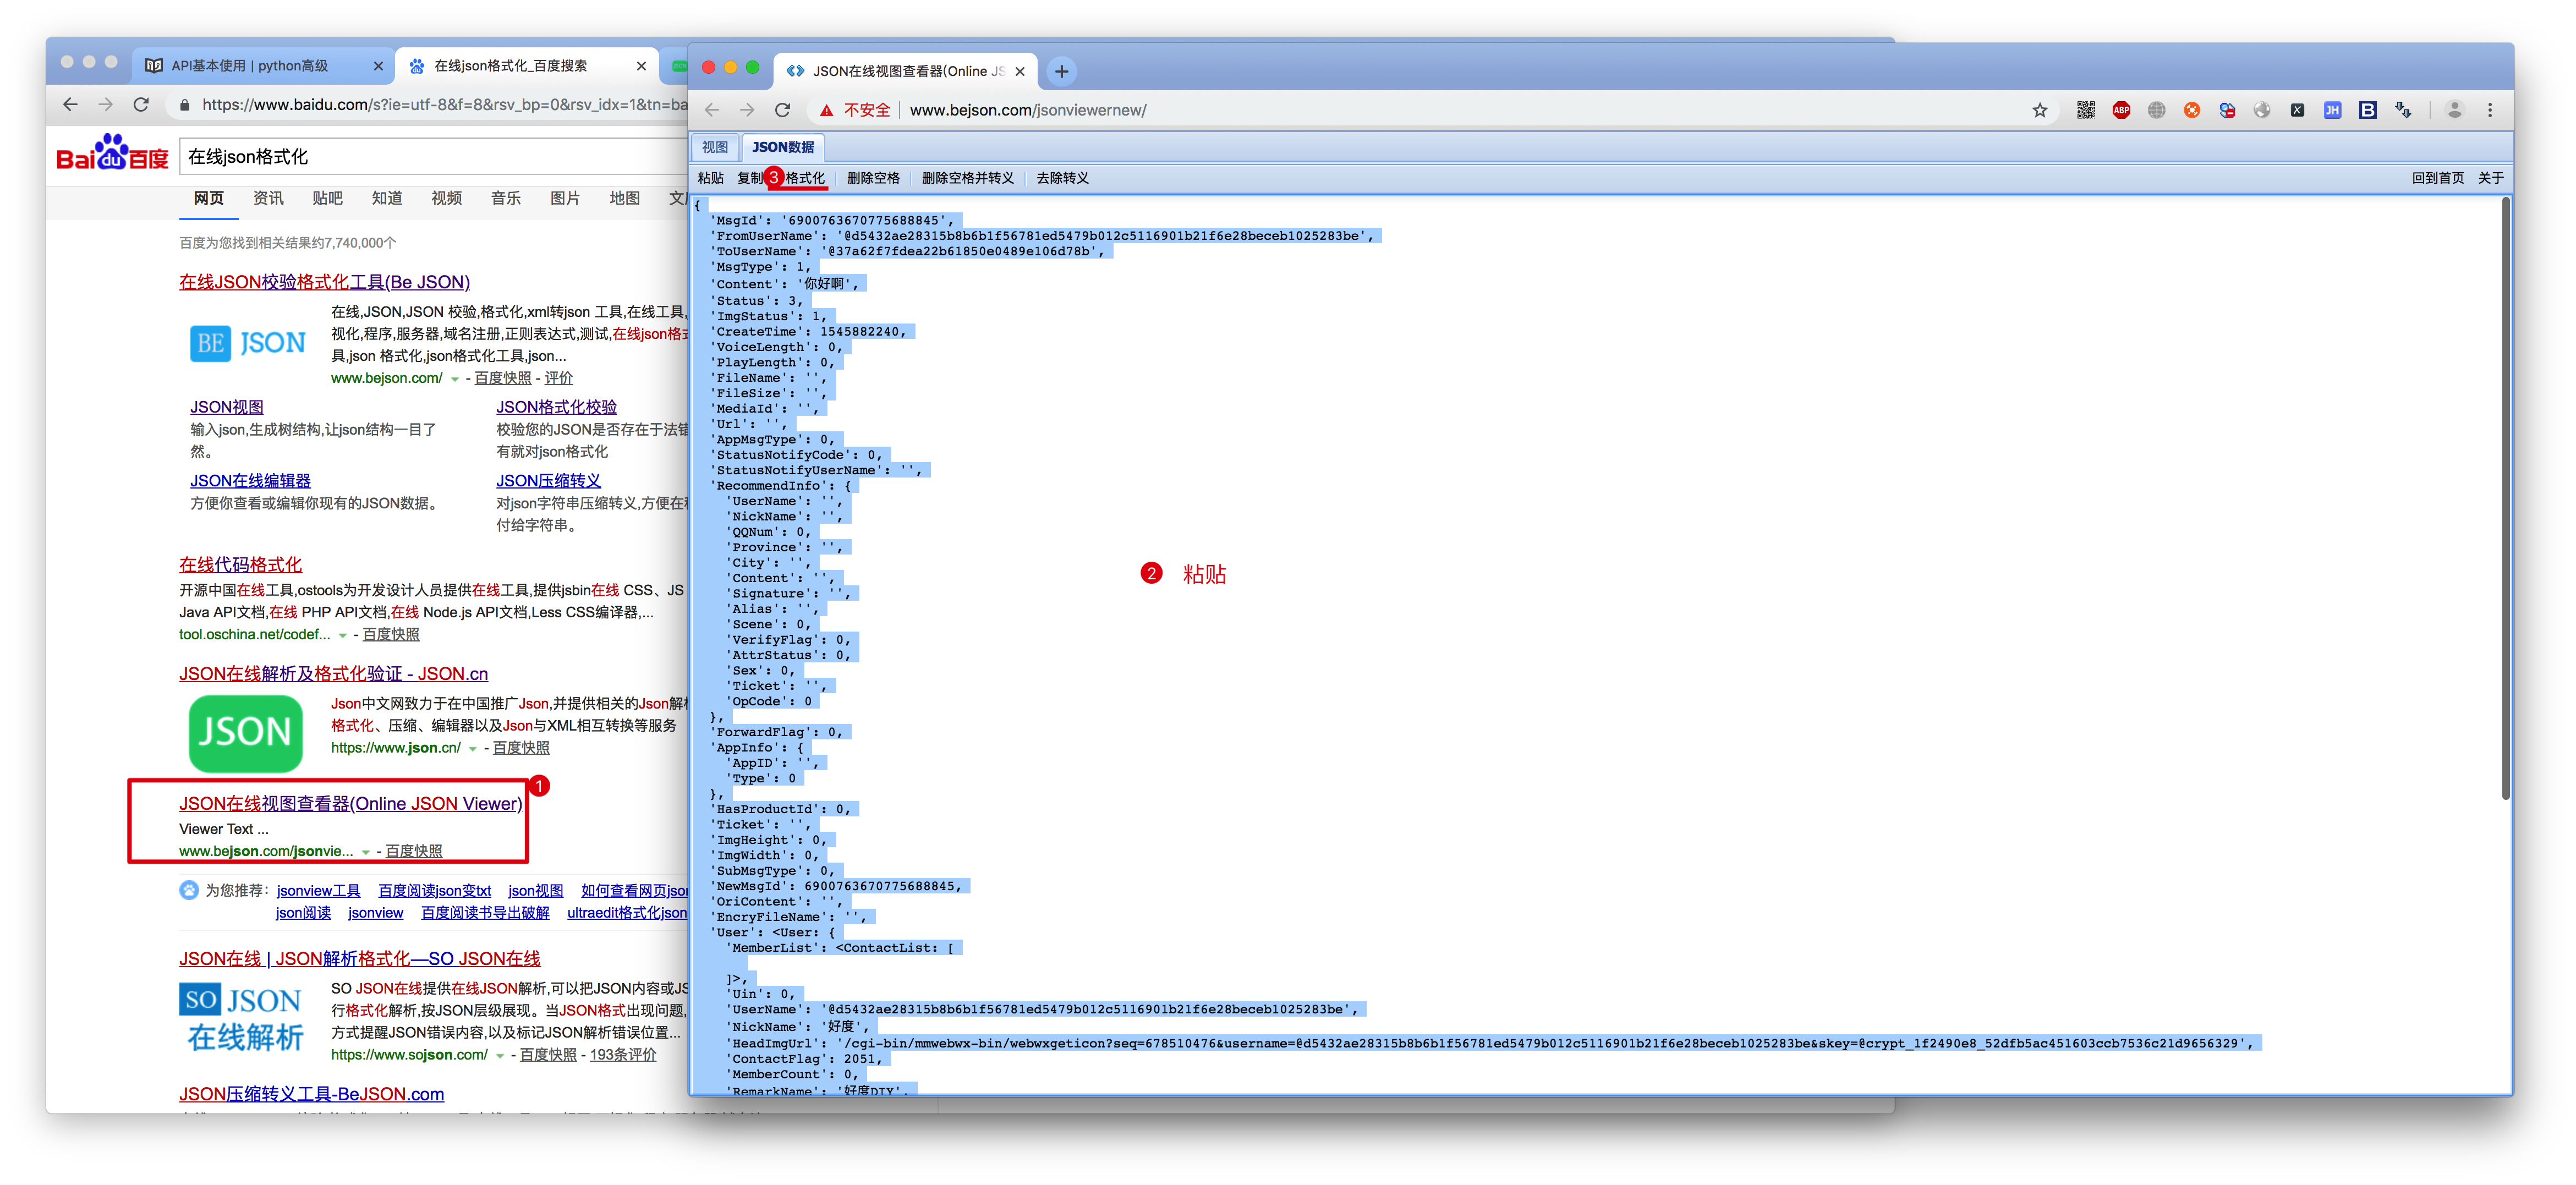 API基本使用 | python高级
在线json格式化_百度搜索
https://www.baidu.com/s?ie=utf-8&f=8&rsv_bp=0&rsv_idx=1&tn=ba
Bai du 百度
在线json格式化
网页 资讯 贴吧 知道 视频 音乐 图片 地图
百度为您找到相关结果约7,740,000个
在线JSON校验格式化工具(Be JSON)
BE JSON
在线,JSON,JSON 校验,格式化,xml转json 工具,在线工具,
视化,程序,服务器,域名注册,正则表达式,测试,在线json格式
具,json 格式化,json格式化工具,json...
www.bejson.com/ - 百度快照 - 评价
JSON视图
输入json,生成树结构,让json结构一目了
然。
JSON格式化校验
校验您的JSON是否存在于法错
有就对json格式化
JSON在线编辑器
方便你查看或编辑你现有的JSON数据。
JSON压缩转义
对json字符串压缩转义,方便在
付给字符串。
在线代码格式化
开源中国在线工具,ostools为开发设计人员提供在线工具,提供jsbin在线 CSS、JS
Java API文档,在线 PHP API文档,在线 Node.js API文档,Less CSS编译器,...
tool.oschina.net/codef... - 百度快照
JSON在线解析及格式化验证 - JSON.cn
JSON
Json中文网致力于在中国推广Json,并提供相关的Json解析
格式化、压缩、编辑器以及Json与XML相互转换等服务
https://www.json.cn/ - 百度快照
1
JSON在线视图查看器(Online JSON Viewer)
Viewer Text ...
www.bejson.com/jsonvie... - 百度快照
为您推荐: jsonview工具 百度阅读json变txt json视图 如何查看网页json
json阅读 jsonview 百度阅读书导出破解 ultraedit格式化json
JSON在线 | JSON解析格式化—SO JSON在线
SO JSON
在线解析
SO JSON在线提供在线JSON解析,可以把JSON内容或JS
行格式化解析,按JSON层级展现。当JSON格式出现问题,
方式提醒JSON错误内容,以及标记JSON解析错误位置...
https://www.sojson.com/ - 百度快照 - 193条评价
JSON压缩转义工具-BeJSON.com
JSON在线视图查看器(Online JS
不安全 | www.bejson.com/jsonviewernew/
ABP JH B
视图 JSON数据
粘贴 复制 3 格式化 删除空格 删除空格并转义 去除转义 回到首页 关于
{
'MsgId': '6900763670775688845',
'FromUserName': '@d5432ae28315b8b6b1f56781ed5479b012c5116901b21f6e28beceb1025283be',
'ToUserName': '@37a62f7fdea22b61850e0489e106d78b',
'MsgType': 1,
'Content': '你好啊',
'Status': 3,
'ImgStatus': 1,
'CreateTime': 1545882240,
'VoiceLength': 0,
'PlayLength': 0,
'FileName': '',
'FileSize': '',
'MediaId': '',
'Url': '',
'AppMsgType': 0,
'StatusNotifyCode': 0,
'StatusNotifyUserName': '',
'RecommendInfo': {
'UserName': '',
'NickName': '',
'QQNum': 0,
'Province': '',
'City': '',
'Content': '',
'Signature': '',
'Alias': '',
'Scene': 0,
'VerifyFlag': 0,
'AttrStatus': 0,
'Sex': 0,
'Ticket': '',
'OpCode': 0
},
'ForwardFlag': 0,
'AppInfo': {
'AppID': '',
'Type': 0
},
'HasProductId': 0,
'Ticket': '',
'ImgHeight': 0,
'ImgWidth': 0,
'SubMsgType': 0,
'NewMsgId': 6900763670775688845,
'OriContent': '',
'EncryFileName': '',
'User': <User: {
'MemberList': <ContactList: [
]>,
'Uin': 0,
'UserName': '@d5432ae28315b8b6b1f56781ed5479b012c5116901b21f6e28beceb1025283be',
'NickName': '好度',
'HeadImgUrl': '/cgi-bin/mmwebwx-bin/webwxgeticon?seq=678510476&username=@d5432ae28315b8b6b1f56781ed5479b012c5116901b21f6e28beceb1025283be&skey=@crypt_1f2490e8_52dfb5ac451603ccb7536c21d9656329',
'ContactFlag': 2051,
'MemberCount': 0,
'RemarkName': '好度DIY',
2 粘贴